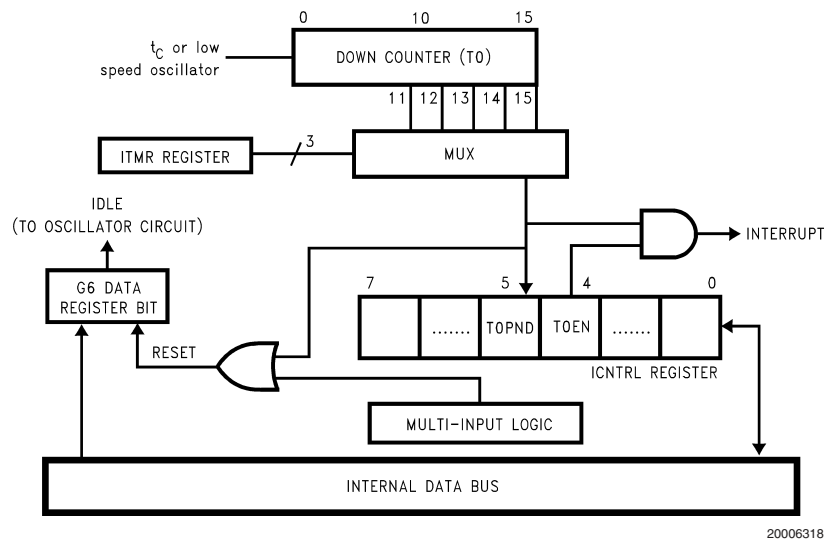 0 10 15
t_C or low
speed oscillator
DOWN COUNTER (T0)
11 12 13 14 15
ITMR REGISTER
3
MUX
IDLE
(TO OSCILLATOR CIRCUIT)
INTERRUPT
G6 DATA
REGISTER BIT
7 5 4 0
....... T0PND T0EN .......
RESET
ICNTRL REGISTER
MULTI-INPUT LOGIC
INTERNAL DATA BUS
20006318